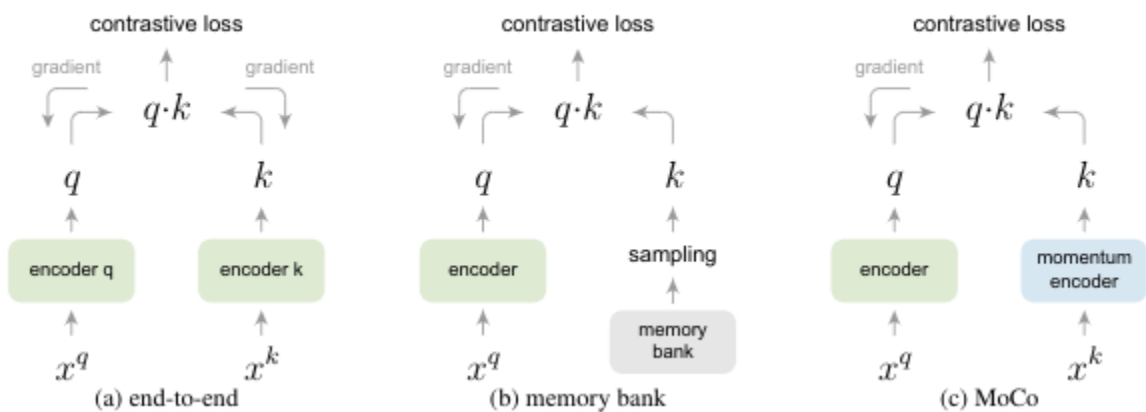 contrastive loss
gradient
gradient
q·k
q
k
encoder q
encoder k
x^q
x^k
(a) end-to-end
contrastive loss
gradient
q·k
q
k
encoder
sampling
memory
bank
x^q
(b) memory bank
contrastive loss
gradient
q·k
q
k
encoder
momentum
encoder
x^q
x^k
(c) MoCo